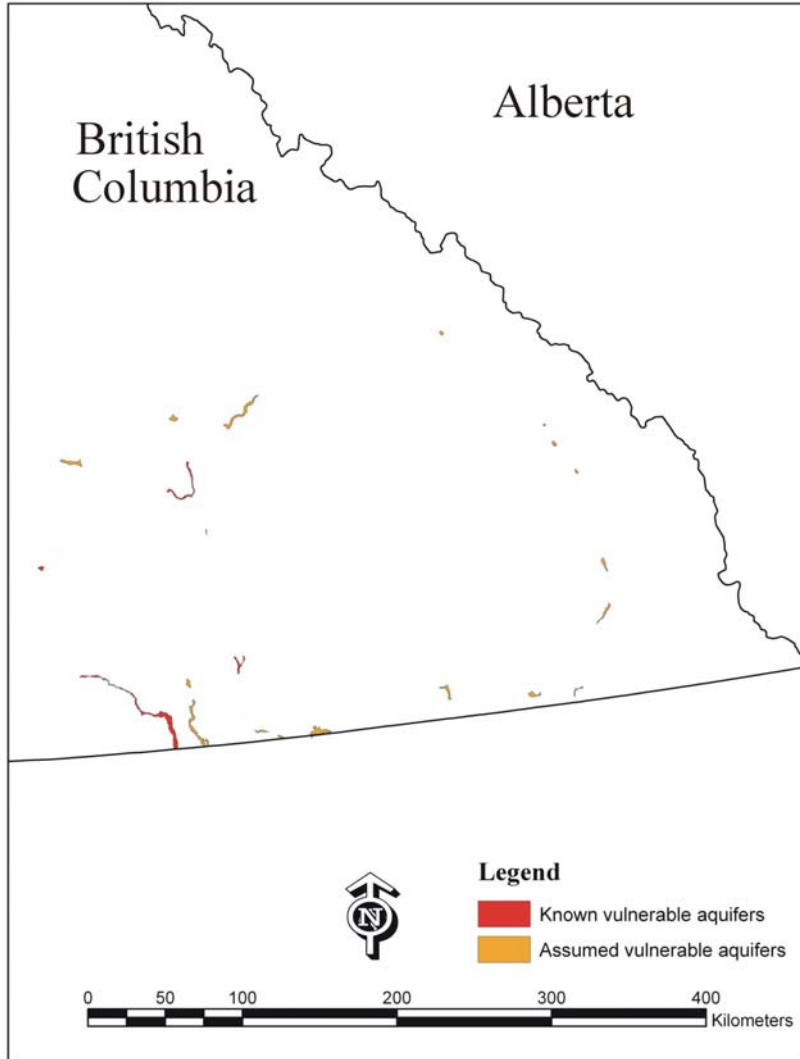 Alberta
British
Columbia
N
Legend
Known vulnerable aquifers
Assumed vulnerable aquifers
0 50 100 200 300 400
Kilometers